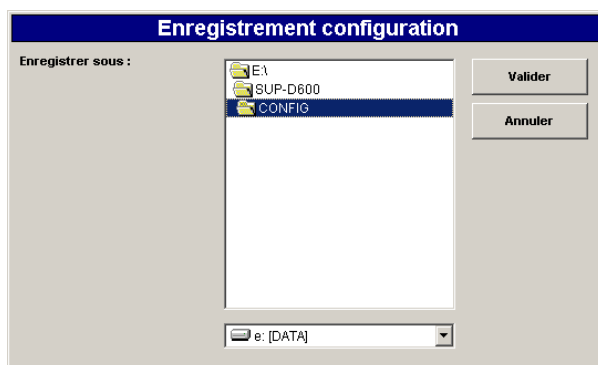 Enregistrement configuration
Enregistrer sous :
E:\
SUP-D600
CONFIG
Valider
Annuler
e: [DATA]